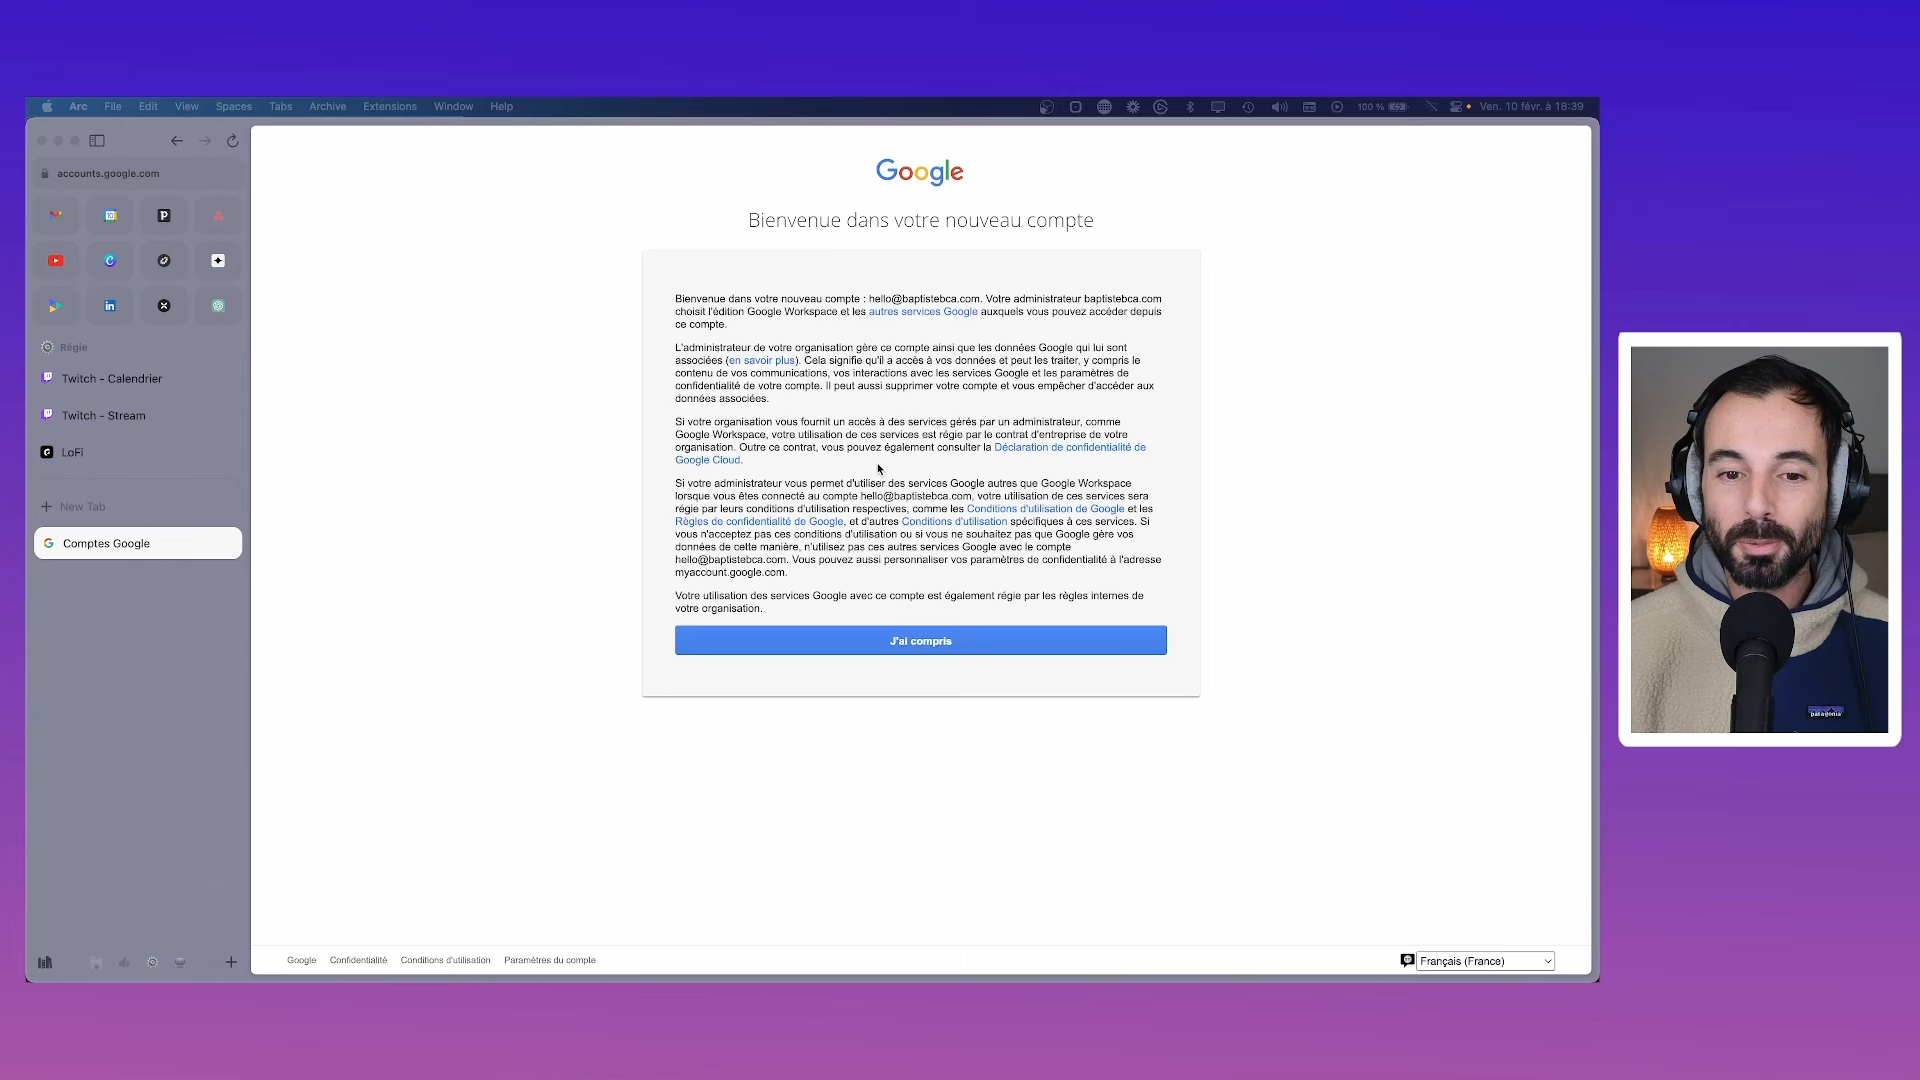 Arc File Edit View Spaces Tabs Archive Extensions Window Help
100 % Ven. 10 févr. à 18:39
accounts.google.com
Régie
Twitch - Calendrier
Twitch - Stream
LoFi
New Tab
Comptes Google
Google
Bienvenue dans votre nouveau compte
Bienvenue dans votre nouveau compte : hello@baptistebca.com. Votre administrateur baptistebca.com
choisit l'édition Google Workspace et les autres services Google auxquels vous pouvez accéder depuis
ce compte.
L'administrateur de votre organisation gère ce compte ainsi que les données Google qui lui sont
associées (en savoir plus). Cela signifie qu'il a accès à vos données et peut les traiter, y compris le
contenu de vos communications, vos interactions avec les services Google et les paramètres de
confidentialité de votre compte. Il peut aussi supprimer votre compte et vous empêcher d'accéder aux
données associées.
Si votre organisation vous fournit un accès à des services gérés par un administrateur, comme
Google Workspace, votre utilisation de ces services est régie par le contrat d'entreprise de votre
organisation. Outre ce contrat, vous pouvez également consulter la Déclaration de confidentialité de
Google Cloud.
Si votre administrateur vous permet d'utiliser des services Google autres que Google Workspace
lorsque vous êtes connecté au compte hello@baptistebca.com, votre utilisation de ces services sera
régie par leurs conditions d'utilisation respectives, comme les Conditions d'utilisation de Google et les
Règles de confidentialité de Google, et d'autres Conditions d'utilisation spécifiques à ces services. Si
vous n'acceptez pas ces conditions d'utilisation ou si vous ne souhaitez pas que Google gère vos
données de cette manière, n'utilisez pas ces autres services Google avec le compte
hello@baptistebca.com. Vous pouvez aussi personnaliser vos paramètres de confidentialité à l'adresse
myaccount.google.com.
Votre utilisation des services Google avec ce compte est également régie par les règles internes de
votre organisation.
J'ai compris
Google Confidentialité Conditions d'utilisation Paramètres du compte
Français (France)
patagonia